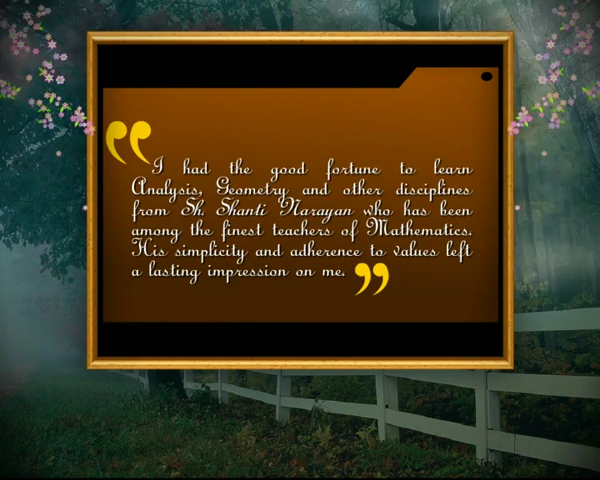 “
I had the good fortune to learn
Analysis, Geometry and other disciplines
from Sh. Shanti Narayan who has been
among the finest teachers of Mathematics.
His simplicity and adherence to values left
a lasting impression on me. ”